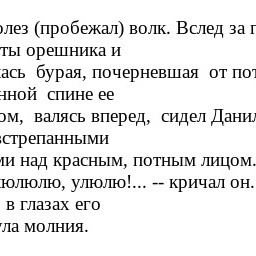 олез (пробежал) волк. Вслед за г
ты орешника и
ась бурая, почерневшая от пот
нной спине ее
ом, валясь вперед, сидел Данил
встрепанными
ми над красным, потным лицом.
люлюлю, улюлю!... -- кричал он.
в глазах его
ула молния.